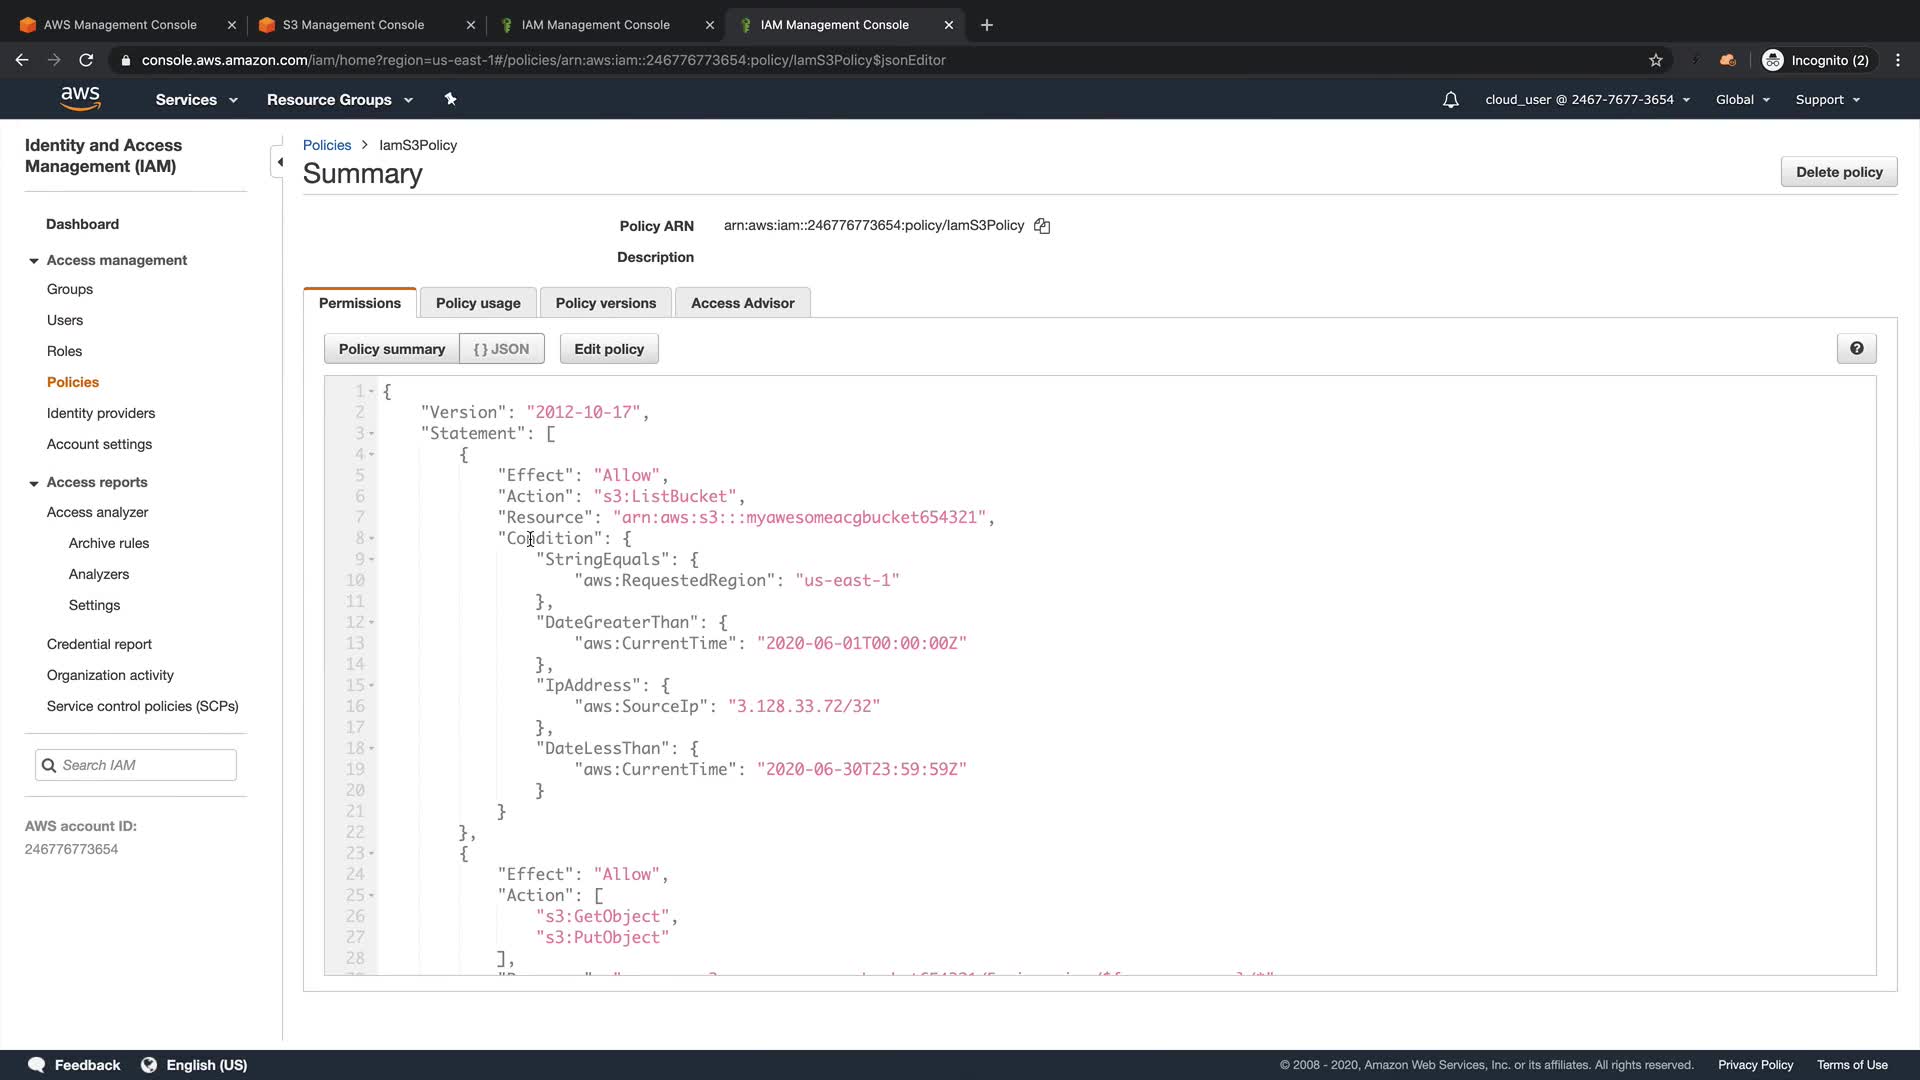 AWS Management Console
S3 Management Console
IAM Management Console
IAM Management Console
console.aws.amazon.com/iam/home?region=us-east-1#/policies/arn:aws:iam::246776773654:policy/IamS3Policy$jsonEditor
Incognito (2)
aws
Services
Resource Groups
cloud_user @ 2467-7677-3654
Global
Support
Identity and Access
Management (IAM)
Dashboard
Access management
Groups
Users
Roles
Policies
Identity providers
Account settings
Access reports
Access analyzer
Archive rules
Analyzers
Settings
Credential report
Organization activity
Service control policies (SCPs)
Search IAM
AWS account ID:
246776773654
Policies > IamS3Policy
Summary
Delete policy
Policy ARN arn:aws:iam::246776773654:policy/IamS3Policy
Description
Permissions
Policy usage
Policy versions
Access Advisor
Policy summary
{ } JSON
Edit policy
1 {
2 "Version": "2012-10-17",
3 "Statement": [
4 {
5 "Effect": "Allow",
6 "Action": "s3:ListBucket",
7 "Resource": "arn:aws:s3:::myawesomeacgbucket654321",
8 "Condition": {
9 "StringEquals": {
10 "aws:RequestedRegion": "us-east-1"
11 },
12 "DateGreaterThan": {
13 "aws:CurrentTime": "2020-06-01T00:00:00Z"
14 },
15 "IpAddress": {
16 "aws:SourceIp": "3.128.33.72/32"
17 },
18 "DateLessThan": {
19 "aws:CurrentTime": "2020-06-30T23:59:59Z"
20 }
21 }
22 },
23 {
24 "Effect": "Allow",
25 "Action": [
26 "s3:GetObject",
27 "s3:PutObject"
28 ],
Feedback
English (US)
© 2008 - 2020, Amazon Web Services, Inc. or its affiliates. All rights reserved.
Privacy Policy
Terms of Use